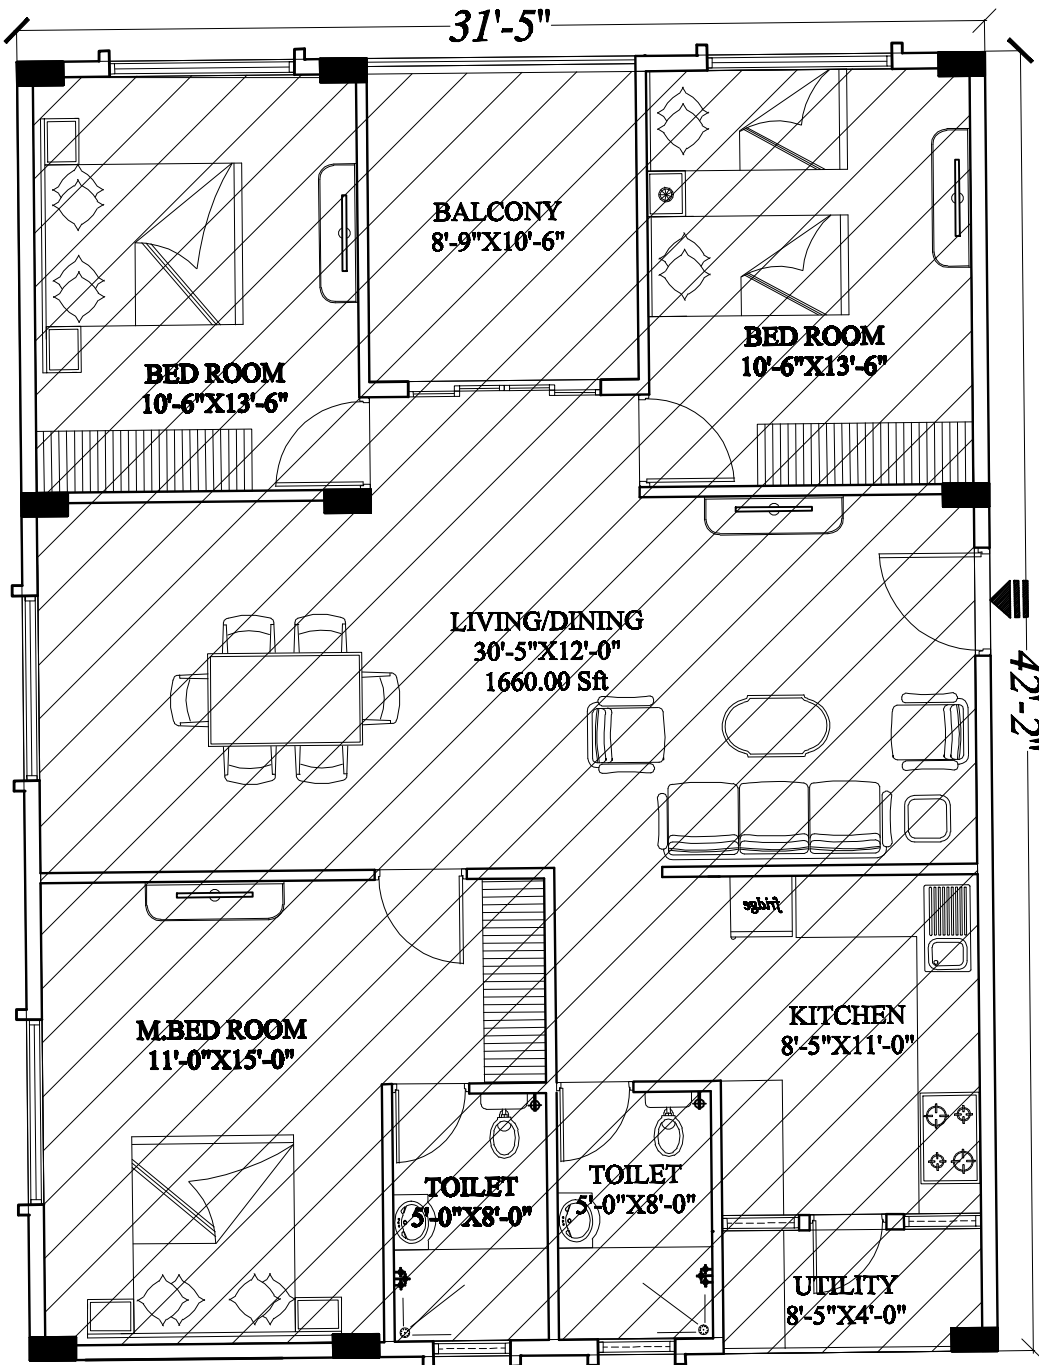 31'-5"
BALCONY
8'-9"X10'-6"
BED ROOM
10'-6"X13'-6"
BED ROOM
10'-6"X13'-6"
LIVING/DINING
30'-5"X12'-0"
1660.00 Sft
42'-2"
fridge
KITCHEN
8'-5"X11'-0"
M.BED ROOM
11'-0"X15'-0"
TOILET
5'-0"X8'-0"
TOILET
5'-0"X8'-0"
UTILITY
8'-5"X4'-0"